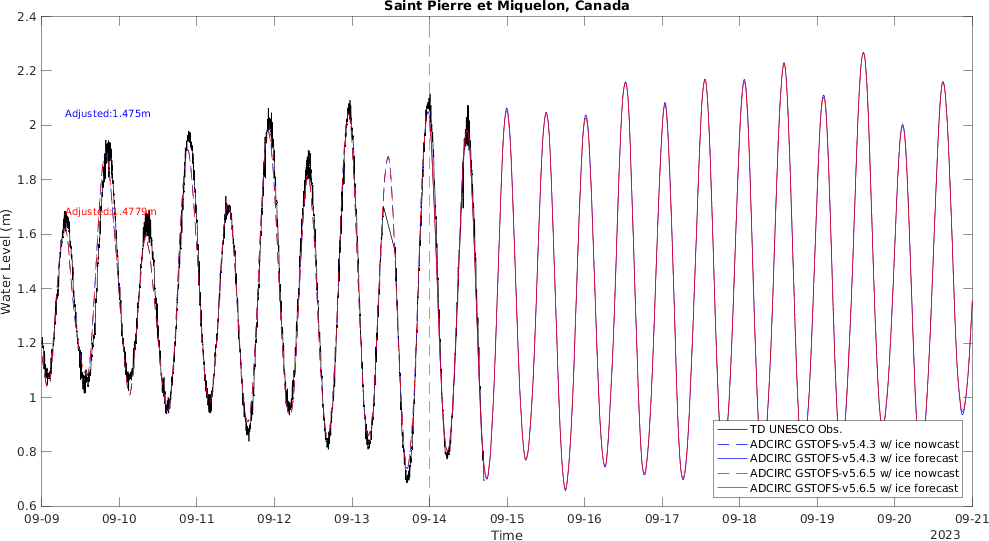 Saint Pierre et Miquelon, Canada
2.4
2.2
2
1.8
1.6
1.4
1.2
1
0.8
0.6
Water Level (m)
Adjusted:1.475m
Adjusted:1.4779m
TD UNESCO Obs.
ADCIRC GSTOFS-v5.4.3 w/ ice nowcast
ADCIRC GSTOFS-v5.4.3 w/ ice forecast
ADCIRC GSTOFS-v5.6.5 w/ ice nowcast
ADCIRC GSTOFS-v5.6.5 w/ ice forecast
09-09 09-10 09-11 09-12 09-13 09-14 09-15 09-16 09-17 09-18 09-19 09-20 09-21
Time 2023